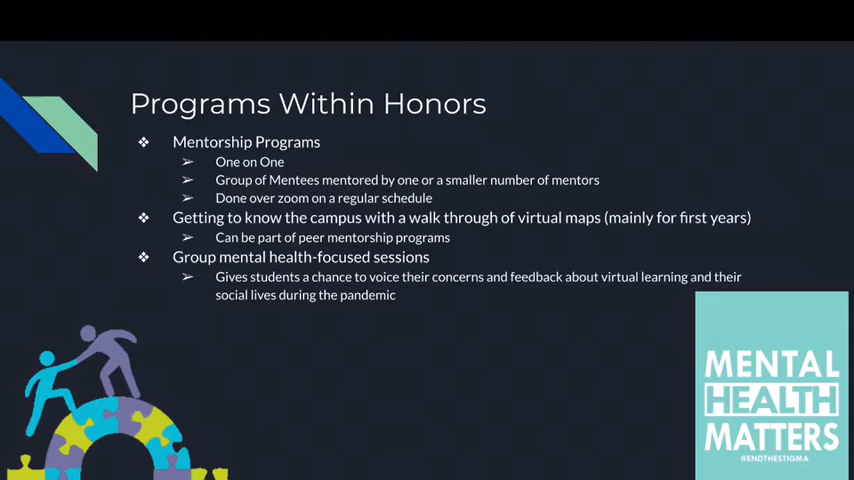 Programs Within Honors
❖ Mentorship Programs
➢ One on One
➢ Group of Mentees mentored by one or a smaller number of mentors
➢ Done over zoom on a regular schedule
❖ Getting to know the campus with a walk through of virtual maps (mainly for first years)
➢ Can be part of peer mentorship programs
❖ Group mental health-focused sessions
➢ Gives students a chance to voice their concerns and feedback about virtual learning and their
social lives during the pandemic
MENTAL
HEALTH
MATTERS
#ENDTHESTIGMA